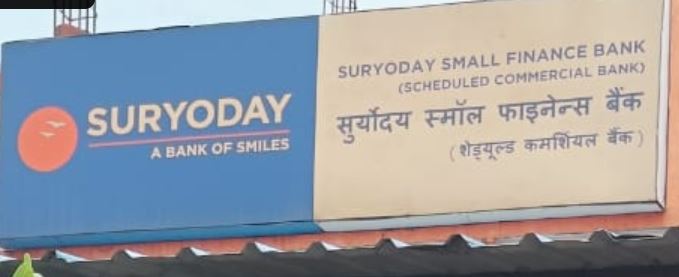 SURYODAY
A BANK OF SMILES
SURYODAY SMALL FINANCE BANK
(SCHEDULED COMMERCIAL BANK)
सुर्योदय स्मॉल फाइनेन्स बैंक
(शेड्यूल्ड कमर्शियल बैंक)